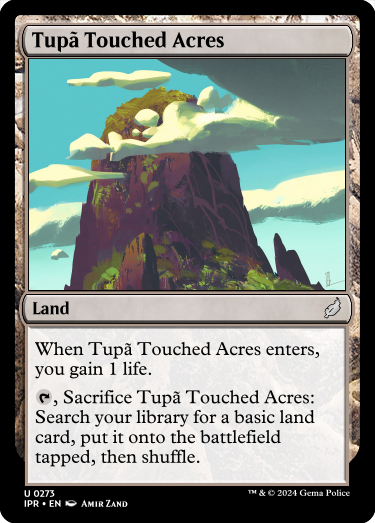 Tupã Touched Acres
Land
When Tupã Touched Acres enters,
you gain 1 life.
, Sacrifice Tupã Touched Acres:
Search your library for a basic land
card, put it onto the battlefield
tapped, then shuffle.
U 0273
IPR • EN Amir Zand
™ & © 2024 Gema Police